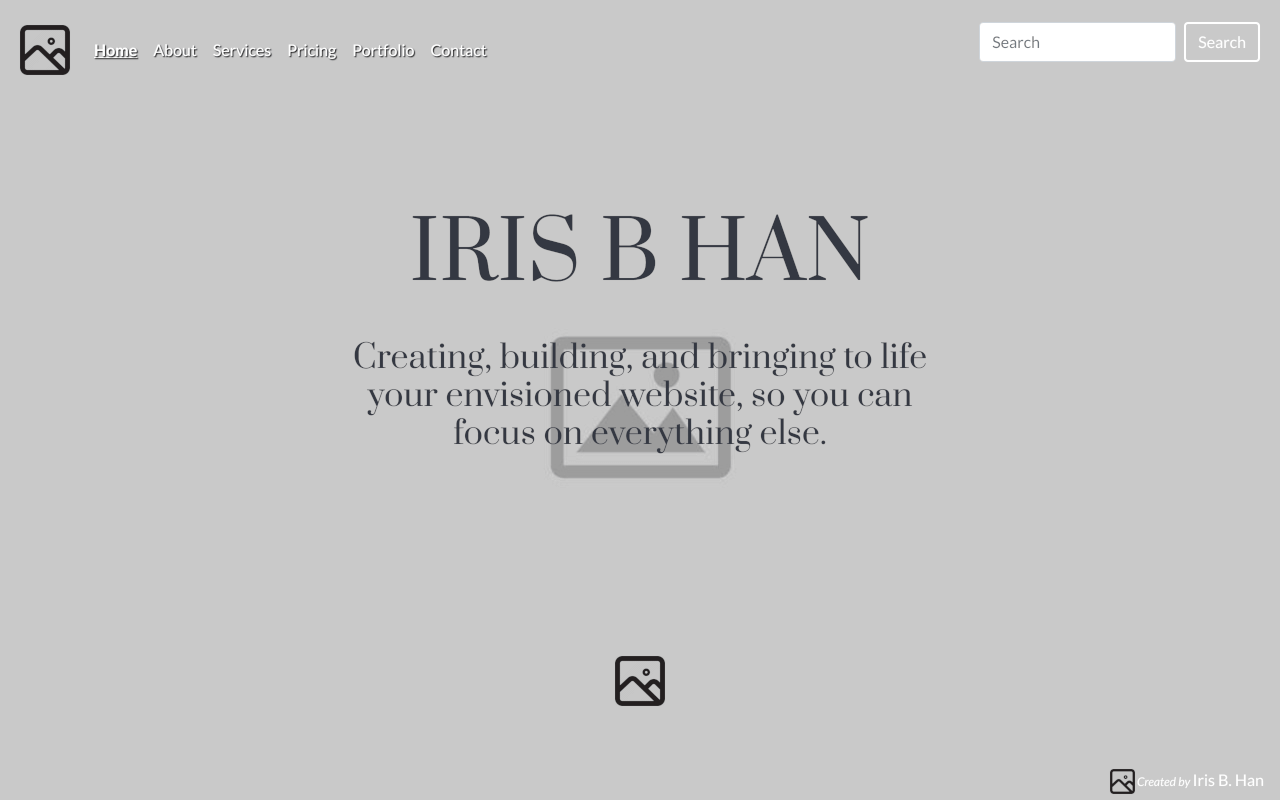 Home About Services Pricing Portfolio Contact
Search Search
IRIS B HAN
Creating, building, and bringing to life
your envisioned website, so you can
focus on everything else.
Created by Iris B. Han